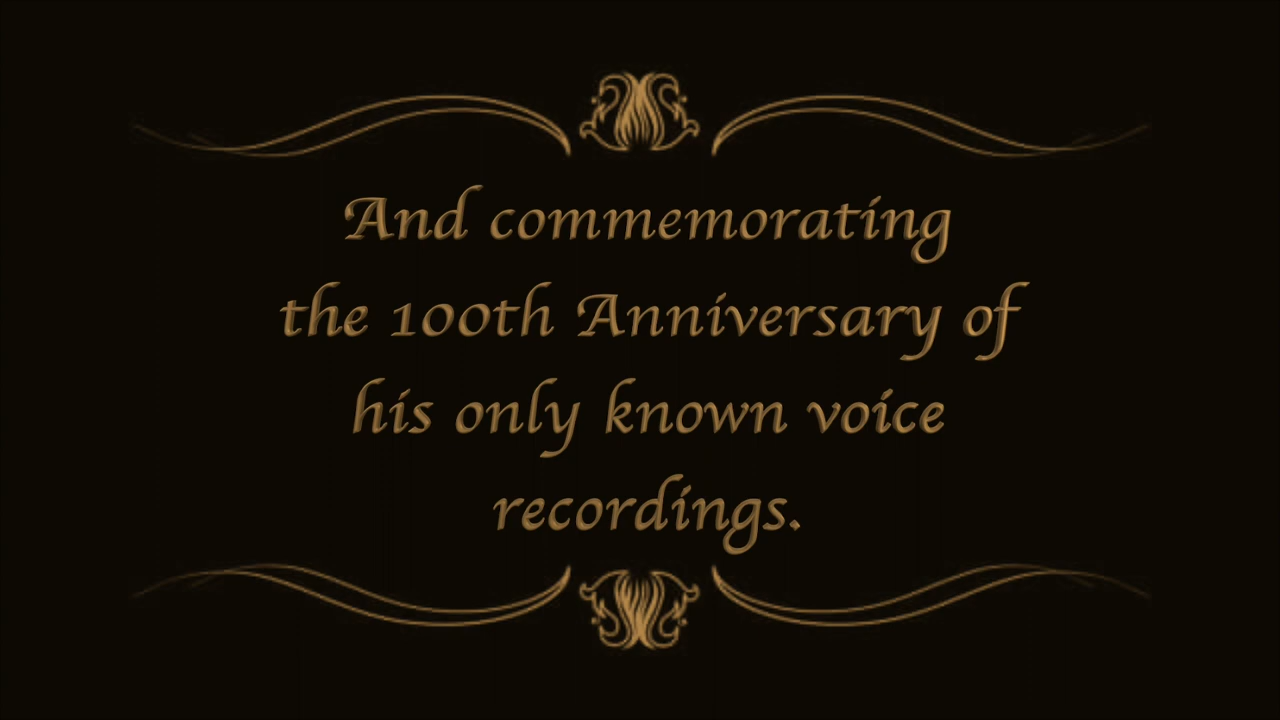 And commemorating
the 100th Anniversary of
his only known voice
recordings.